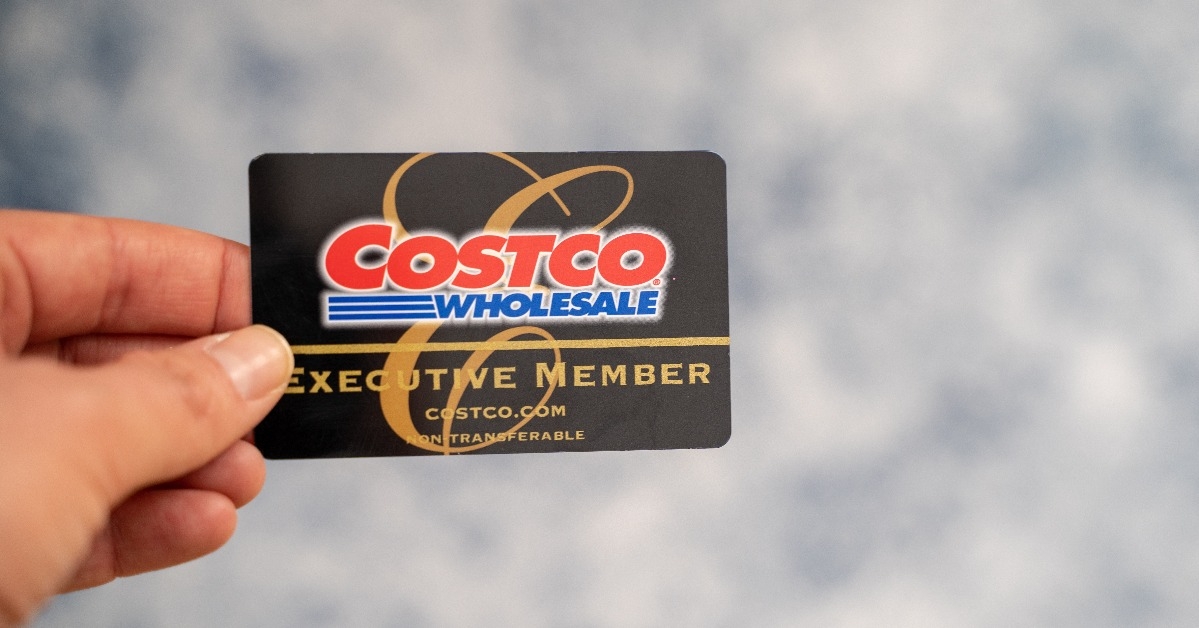 COSTCO®
WHOLESALE
EXECUTIVE MEMBER
COSTCO.COM
NON-TRANSFERABLE